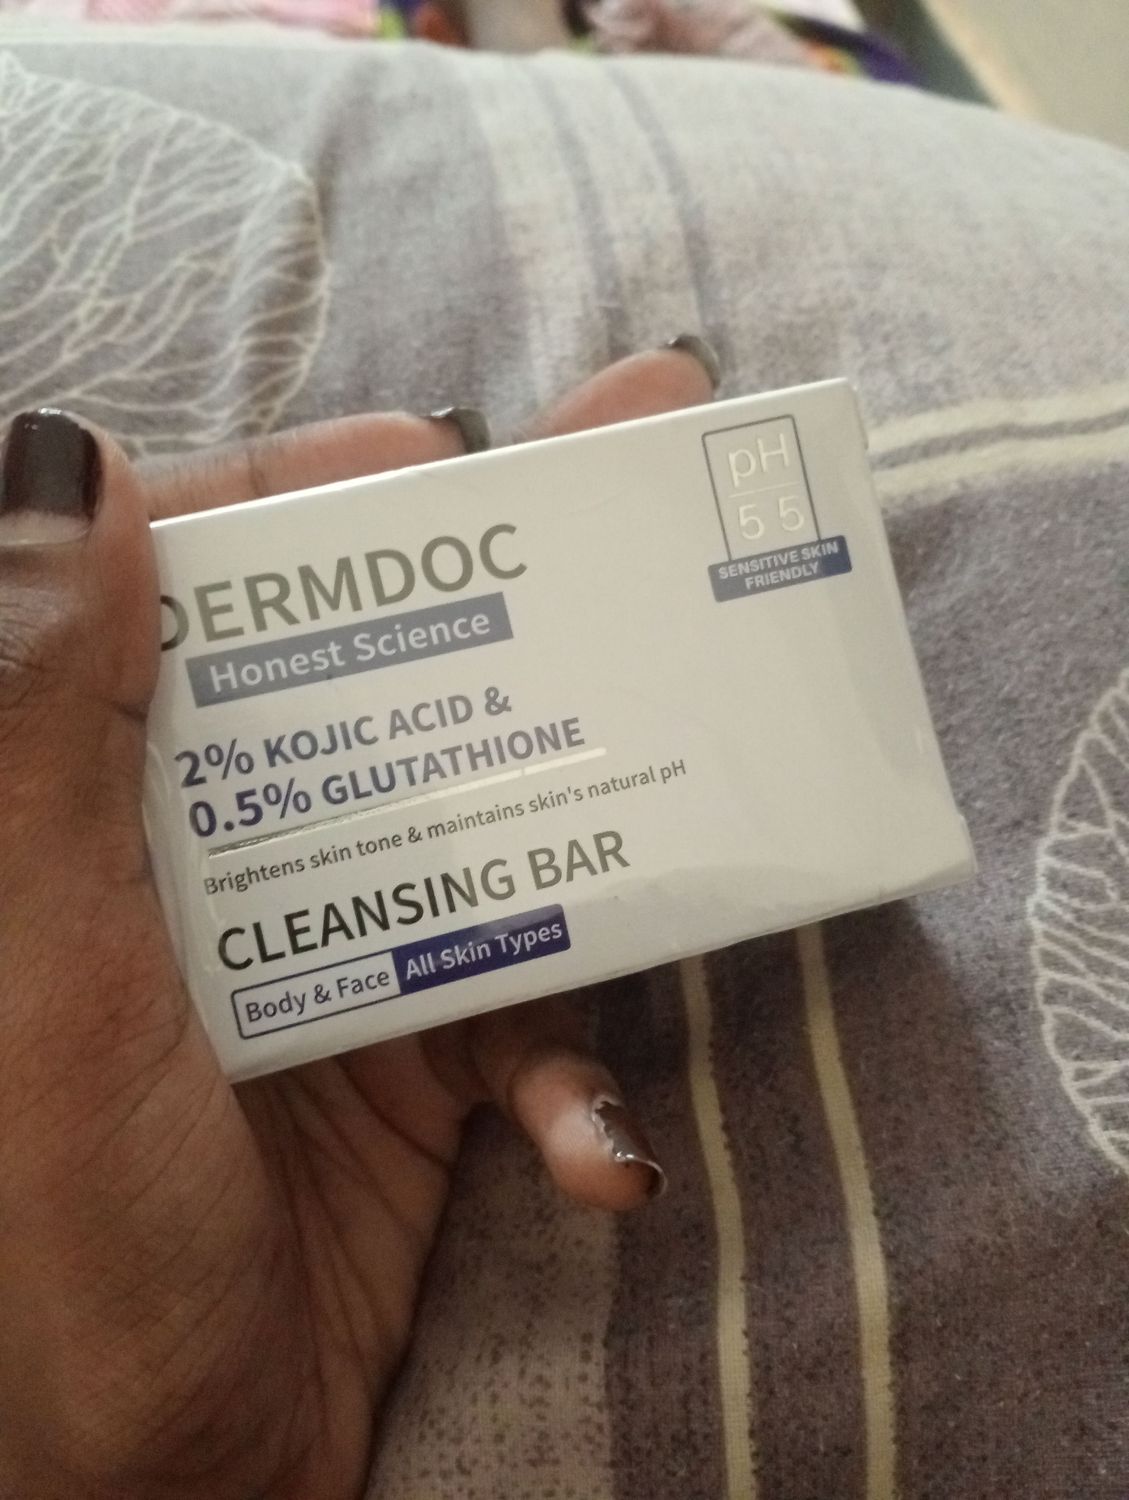 DERMDOC
Honest Science
2% KOJIC ACID &
0.5% GLUTATHIONE
Brightens skin tone & maintains skin's natural pH
CLEANSING BAR
Body & Face All Skin Types
pH
5 5
SENSITIVE SKIN
FRIENDLY